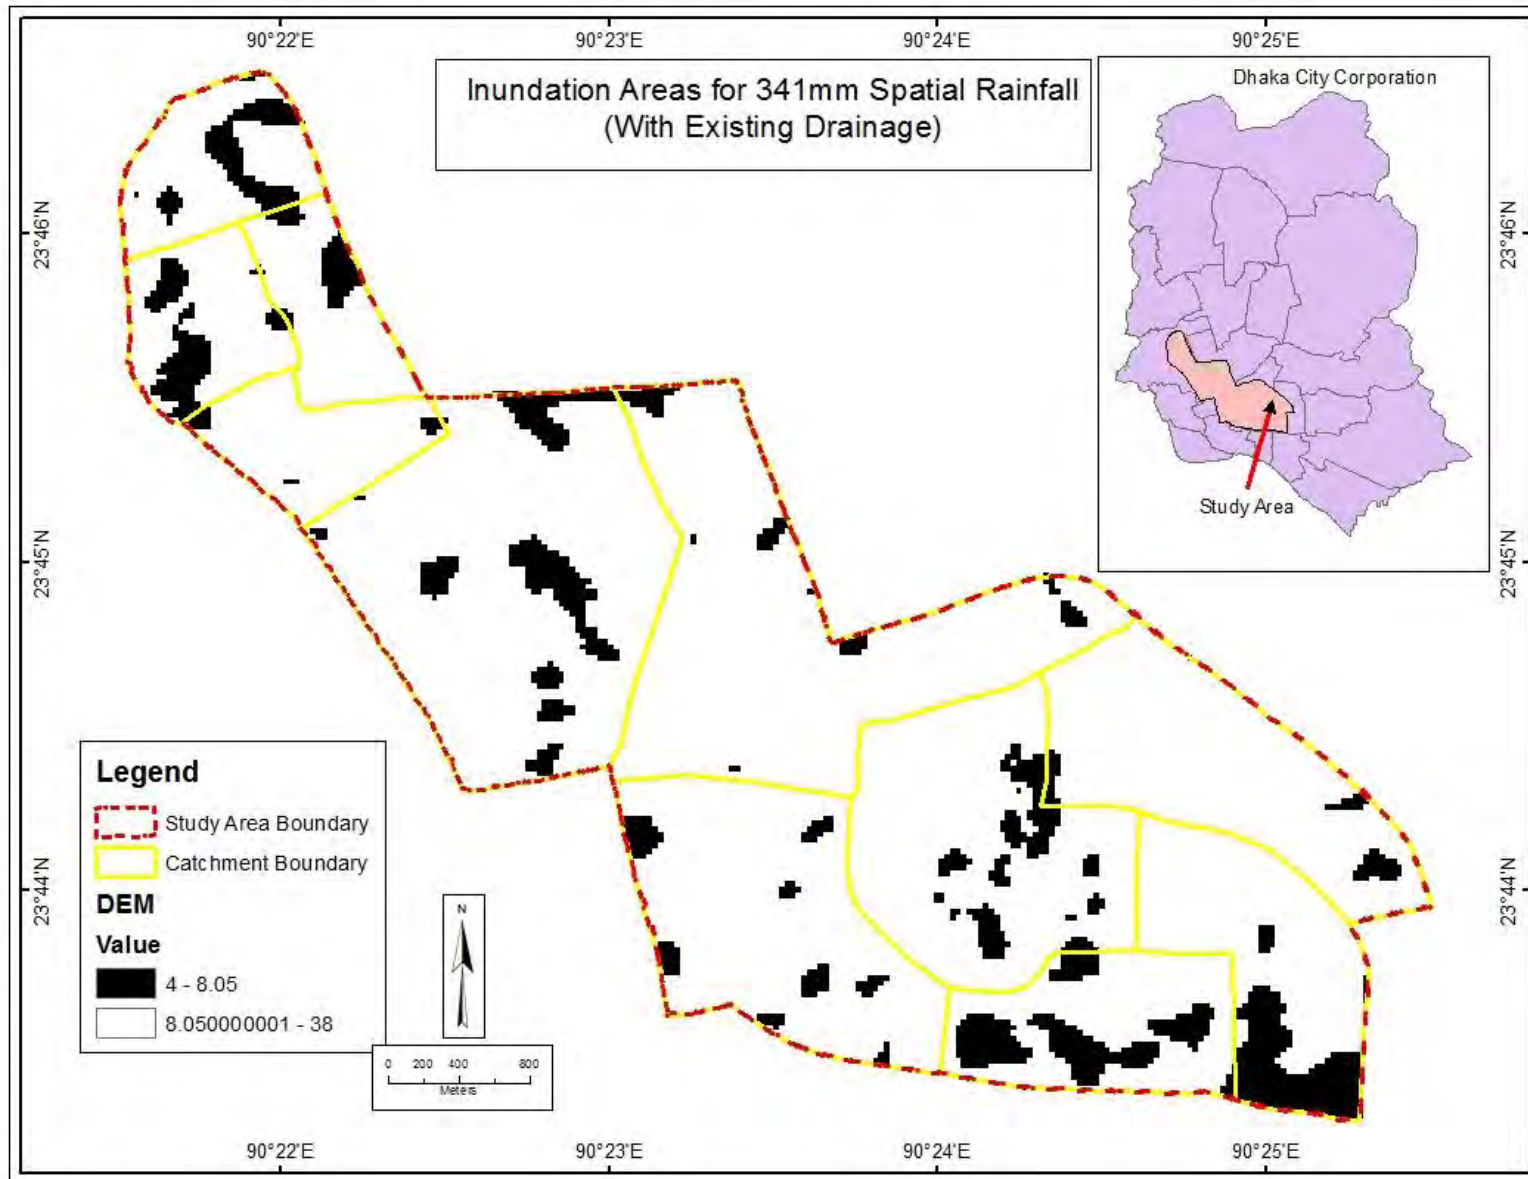 90°22'E
90°23'E
90°24'E
90°25'E
Inundation Areas for 341mm Spatial Rainfall
(With Existing Drainage)
Dhaka City Corporation
Study Area
23°46'N
23°46'N
23°45'N
23°45'N
23°44'N
23°44'N
Legend
Study Area Boundary
Catchment Boundary
DEM
Value
4 - 8.05
8.050000001 - 38
N
0 200 400 800
Meters
90°22'E
90°23'E
90°24'E
90°25'E